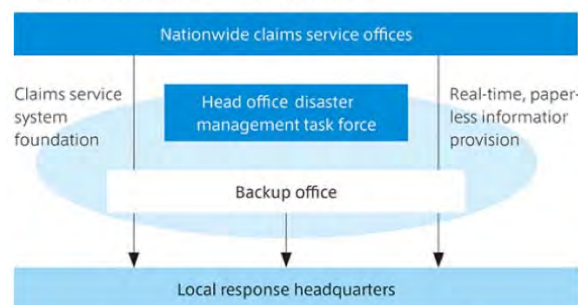 Nationwide claims service offices
Claims service
system
foundation
Head office disaster
management task force
Real-time, paper-
less information
provision
Backup office
Local response headquarters